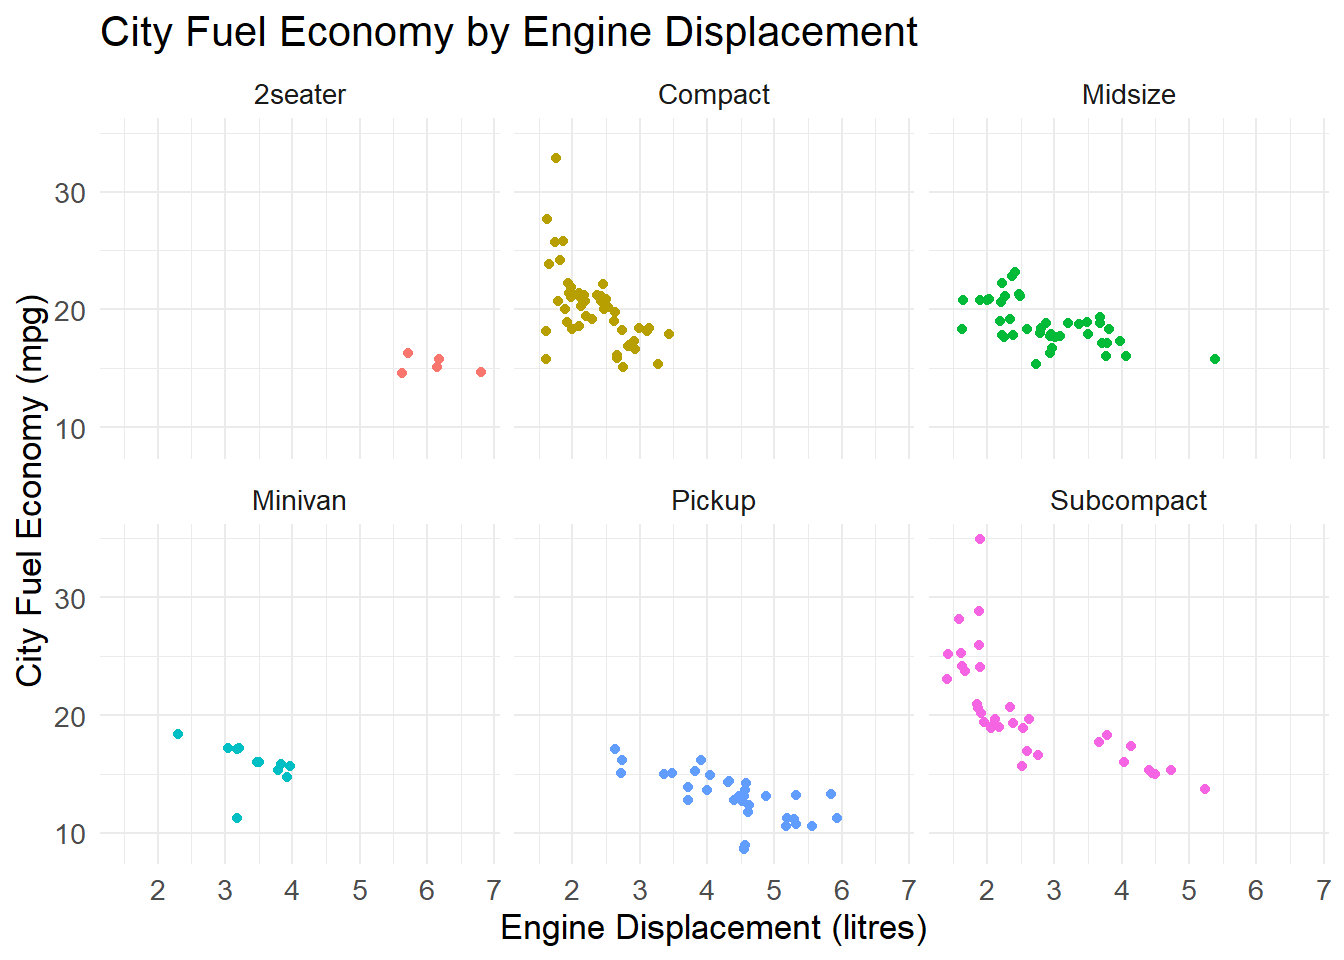 City Fuel Economy by Engine Displacement
2seater Compact Midsize
30
20
10
City Fuel Economy (mpg)
Minivan Pickup Subcompact
30
20
10
2 3 4 5 6 7 2 3 4 5 6 7 2 3 4 5 6 7
Engine Displacement (litres)